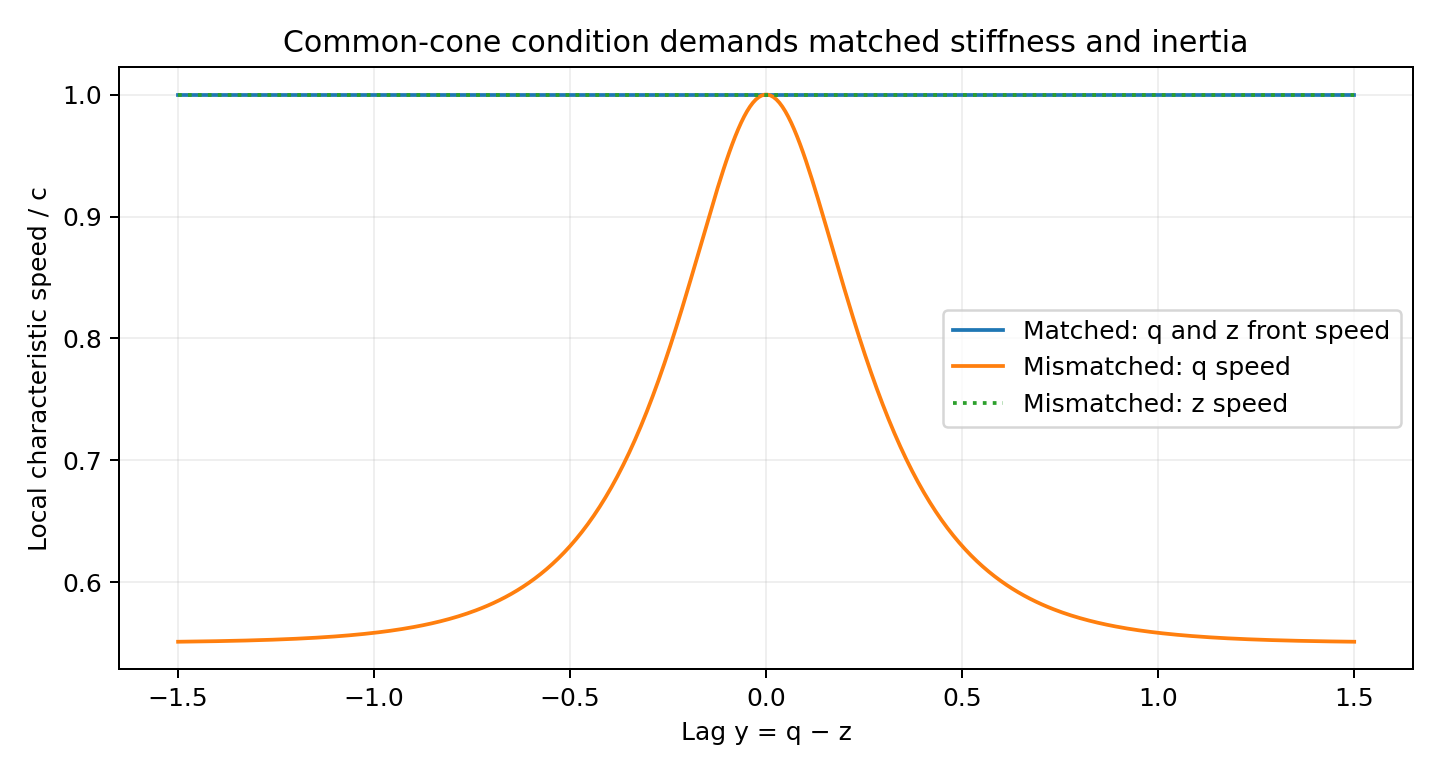 Common-cone condition demands matched stiffness and inertia
Local characteristic speed / c
1.0
0.9
0.8
0.7
0.6
Matched: q and z front speed
Mismatched: q speed
Mismatched: z speed
−1.5
−1.0
−0.5
0.0
0.5
1.0
1.5
Lag y = q − z